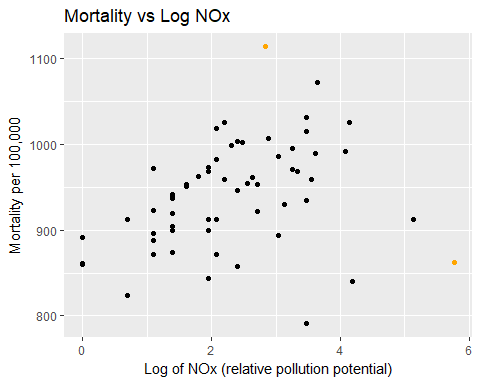 Mortality vs Log NOx
Mortality per 100,000
1100
1000
900
800
0
2
4
6
Log of NOx (relative pollution potential)